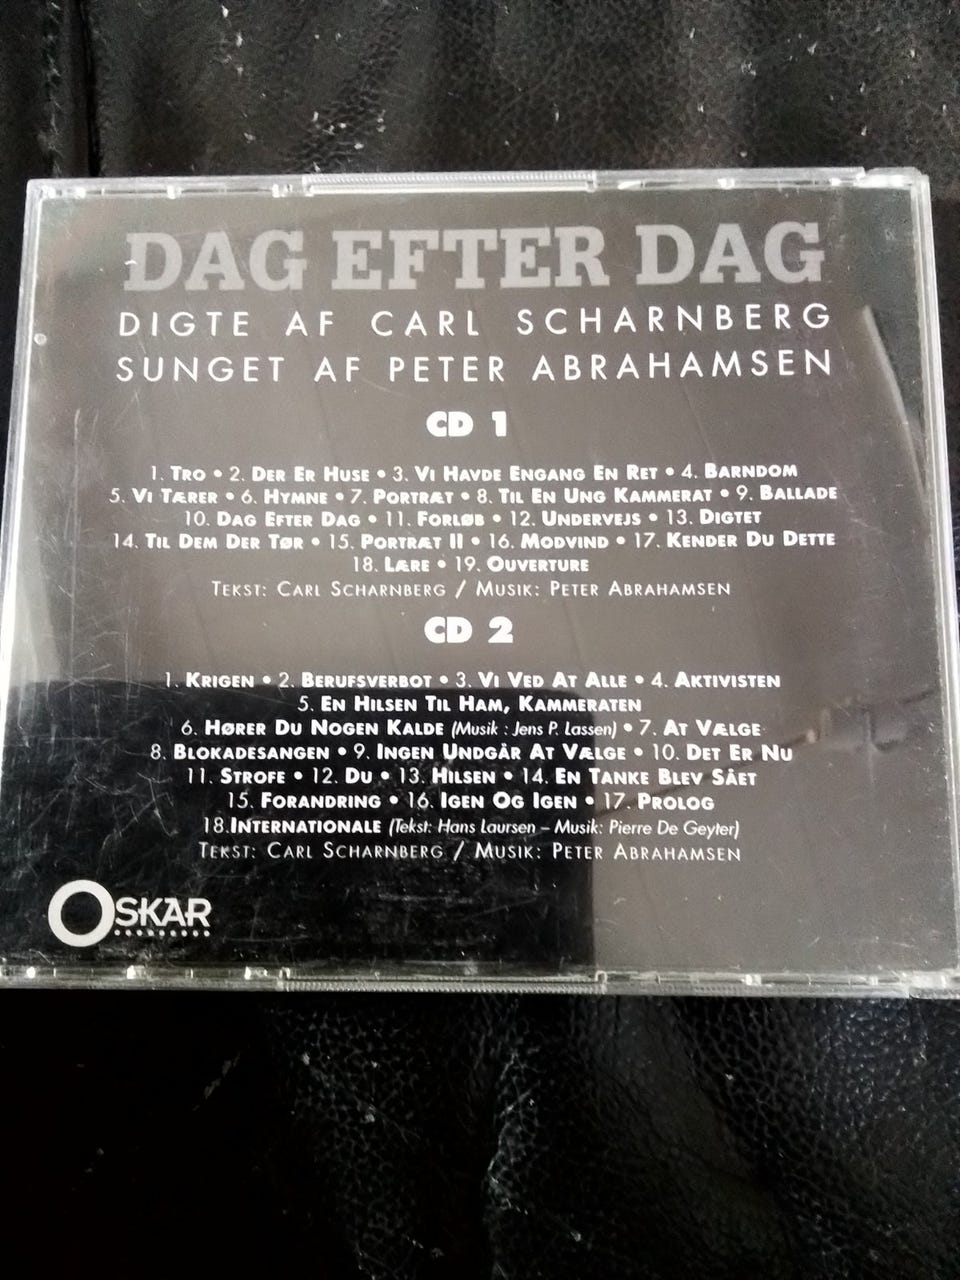 DAG EFTER DAG
DIGTE AF CARL SCHARNBERG
SUNGET AF PETER ABRAHAMSEN
CD 1
1. TRO • 2. DER ER HUSE • 3. VI HAVDE ENGANG EN RET • 4. BARNDOM
5. VI TÆRER • 6. HYMNE • 7. PORTRÆT • 8. TIL EN UNG KAMMERAT • 9. BALLADE
10. DAG EFTER DAG • 11. FORLØB • 12. UNDERVEJS • 13. DIGTET
14. TIL DEM DER TØR • 15. PORTRÆT II • 16. MODVIND • 17. KENDER DU DETTE
18. LÆRE • 19. OUVERTURE
TEKST: CARL SCHARNBERG / MUSIK: PETER ABRAHAMSEN
CD 2
1. KRIGEN • 2. BERUFSVERBOT • 3. VI VED AT ALLE • 4. AKTIVISTEN
5. EN HILSEN TIL HAM, KAMMERATEN
6. HØRER DU NOGEN KALDE (Musik : Jens P. Lassen) • 7. AT VÆLGE
8. BLOKADESANGEN • 9. INGEN UNDGÅR AT VÆLGE • 10. DET ER NU
11. STROFE • 12. DU • 13. HILSEN • 14. EN TANKE BLEV SÅET
15. FORANDRING • 16. IGEN OG IGEN • 17. PROLOG
18.INTERNATIONALE (Tekst: Hans Laursen – Musik: Pierre De Geyter)
TEKST: CARL SCHARNBERG / MUSIK: PETER ABRAHAMSEN
OSKAR